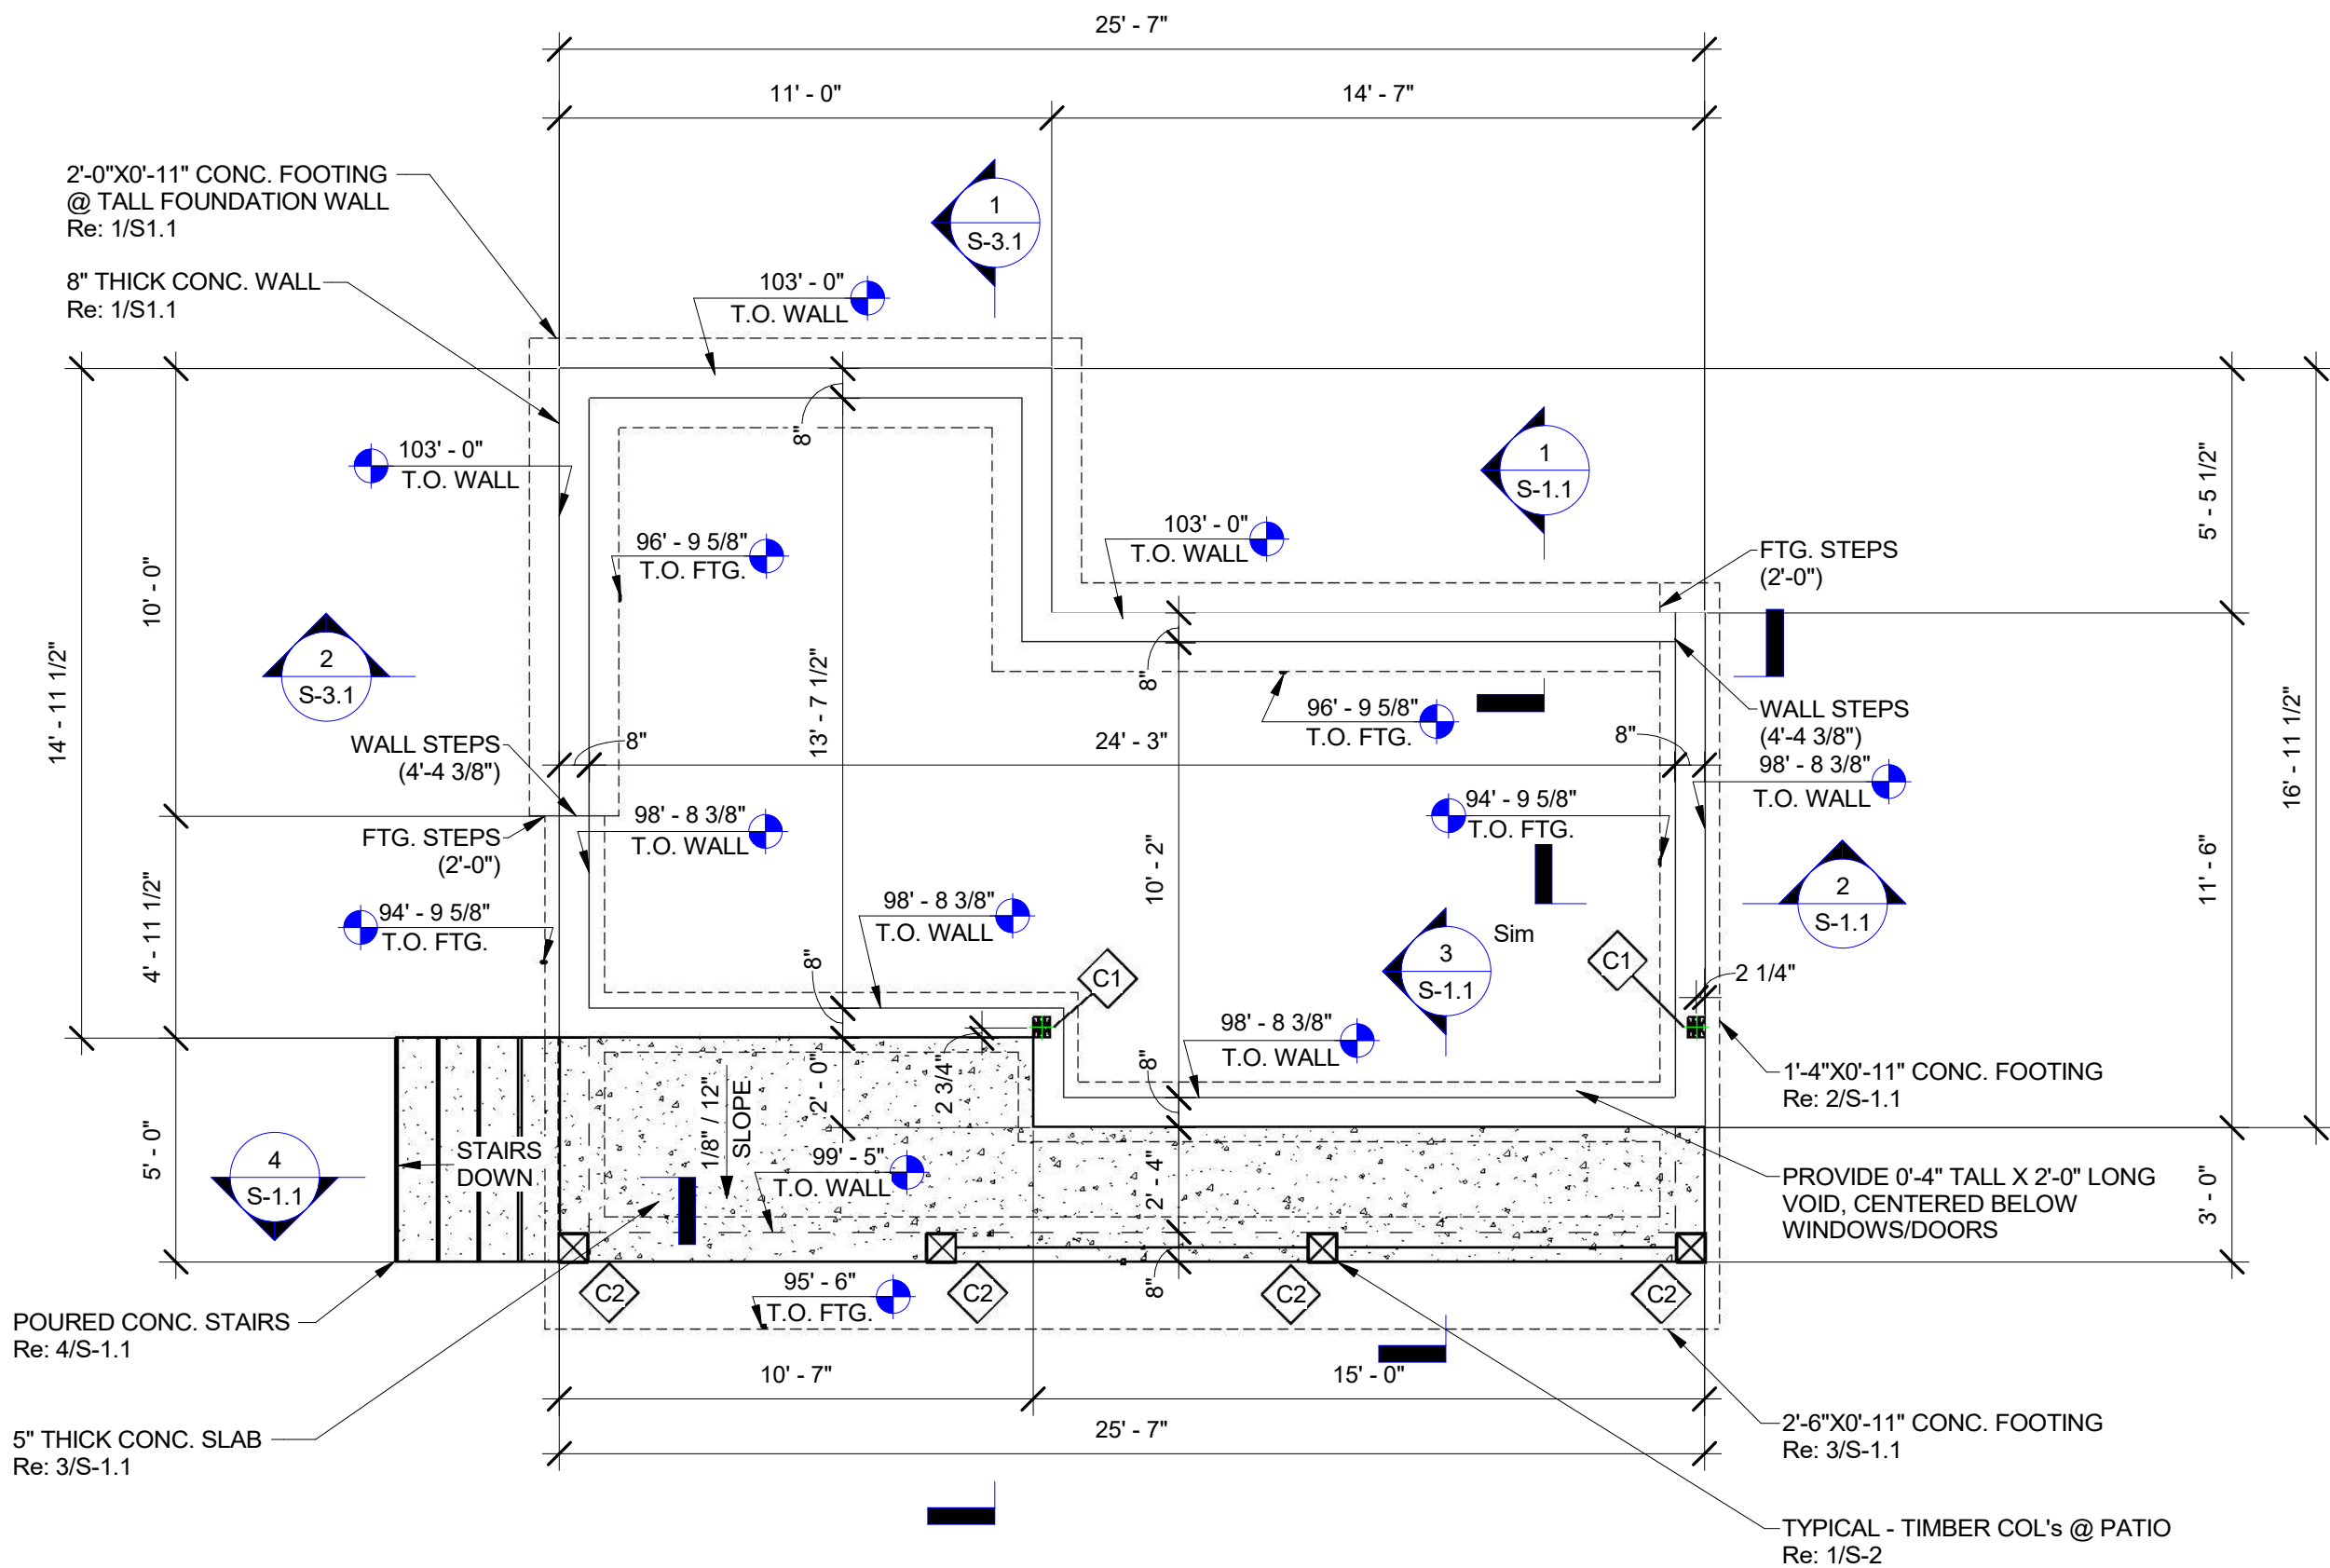 25' - 7"
11' - 0"
14' - 7"
2'-0"X0'-11" CONC. FOOTING
@ TALL FOUNDATION WALL
Re: 1/S1.1
1
S-3.1
8" THICK CONC. WALL
Re: 1/S1.1
103' - 0"
T.O. WALL
8"
103' - 0"
T.O. WALL
1
S-1.1
5' - 5 1/2"
96' - 9 5/8"
T.O. FTG.
103' - 0"
T.O. WALL
FTG. STEPS
(2'-0")
10' - 0"
14' - 11 1/2"
2
S-3.1
13' - 7 1/2"
8"
96' - 9 5/8"
T.O. FTG.
WALL STEPS
(4'-4 3/8")
16' - 11 1/2"
WALL STEPS
(4'-4 3/8")
8"
24' - 3"
8"
98' - 8 3/8"
T.O. WALL
94' - 9 5/8"
T.O. FTG.
98' - 8 3/8"
T.O. WALL
FTG. STEPS
(2'-0")
10' - 2"
11' - 6"
2
S-1.1
4' - 11 1/2"
94' - 9 5/8"
T.O. FTG.
98' - 8 3/8"
T.O. WALL
8"
C1
3
S-1.1
Sim
C1
2 1/4"
98' - 8 3/8"
T.O. WALL
8"
1'-4"X0'-11" CONC. FOOTING
Re: 2/S-1.1
5' - 0"
4
S-1.1
STAIRS
DOWN
1/8" / 12"
SLOPE
2' - 0"
2 3/4"
99' - 5"
T.O. WALL
2' - 4"
PROVIDE 0'-4" TALL X 2'-0" LONG
VOID, CENTERED BELOW
WINDOWS/DOORS
3' - 0"
8"
95' - 6"
T.O. FTG.
C2
C2
C2
C2
POURED CONC. STAIRS
Re: 4/S-1.1
10' - 7"
15' - 0"
25' - 7"
5" THICK CONC. SLAB
Re: 3/S-1.1
2'-6"X0'-11" CONC. FOOTING
Re: 3/S-1.1
TYPICAL - TIMBER COL's @ PATIO
Re: 1/S-2